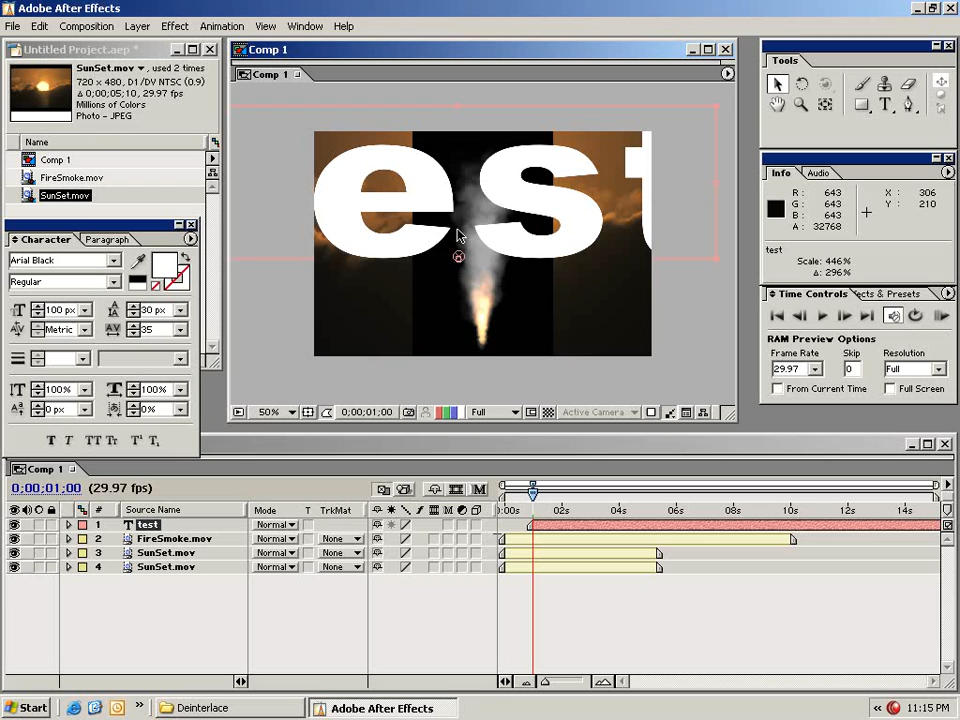 Adobe After Effects
File Edit Composition Layer Effect Animation View Window Help
Untitled Project.aep *
SunSet.mov ▼ , used 2 times
720 x 480, D1/DV NTSC (0.9)
Δ 0;00;05;10, 29.97 fps
Millions of Colors
Photo - JPEG
Name
Comp 1
FireSmoke.mov
SunSet.mov
Character
Paragraph
Arial Black
Regular
100 px
30 px
Metric
35
100%
100%
0 px
0%
T T TT Tr T¹ T₁
Comp 1
Comp 1
est
50%
0;00;01;00
Full
Active Camera
Tools
Info
Audio
R: 643
G: 643
B: 643
A: 32768
X: 306
Y: 210
test
Scale: 446%
Δ: 296%
Time Controls
ects & Presets
RAM Preview Options
Frame Rate Skip Resolution
29.97 0 Full
From Current Time Full Screen
Comp 1
0;00;01;00 (29.97 fps)
# Source Name Mode T TrkMat
:00s 02s 04s 06s 08s 10s 12s 14s
1 T test Normal
2 FireSmoke.mov Normal None
3 SunSet.mov Normal None
4 SunSet.mov Normal None
Start
Deinterlace
Adobe After Effects
11:15 PM